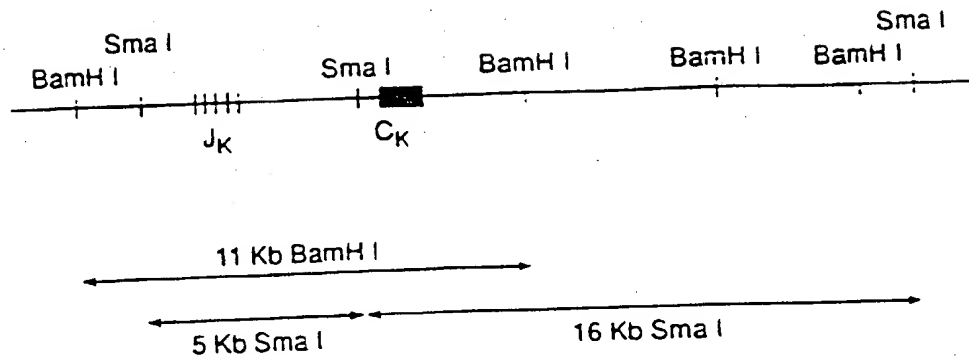 Sma I
Sma I
BamH I
Sma I
BamH I
BamH I
BamH I
JK
CK
11 Kb BamH I
5 Kb Sma I
16 Kb Sma I